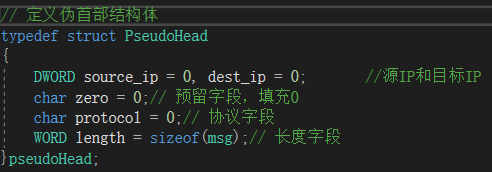 // 定义伪首部结构体
typedef struct PseudoHead
{
DWORD source_ip = 0, dest_ip = 0; //源IP和目标IP
char zero = 0;// 预留字段，填充0
char protocol = 0;// 协议字段
WORD length = sizeof(msg);// 长度字段
}pseudoHead;